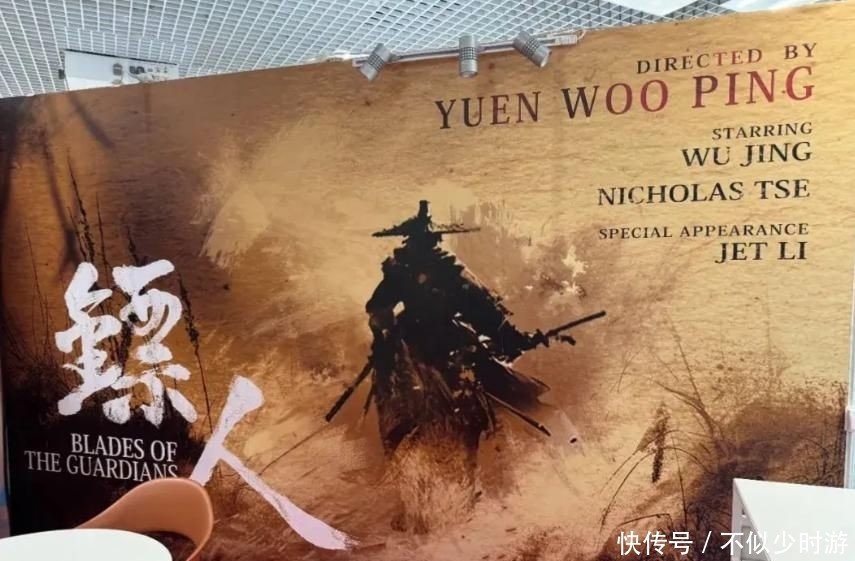 DIRECTED BY
YUEN WOO PING
STARRING
WU JING
NICHOLAS TSE
SPECIAL APPEARANCE
JET LI
镖人
BLADES OF
THE GUARDIANS
快传号 / 不似少时游